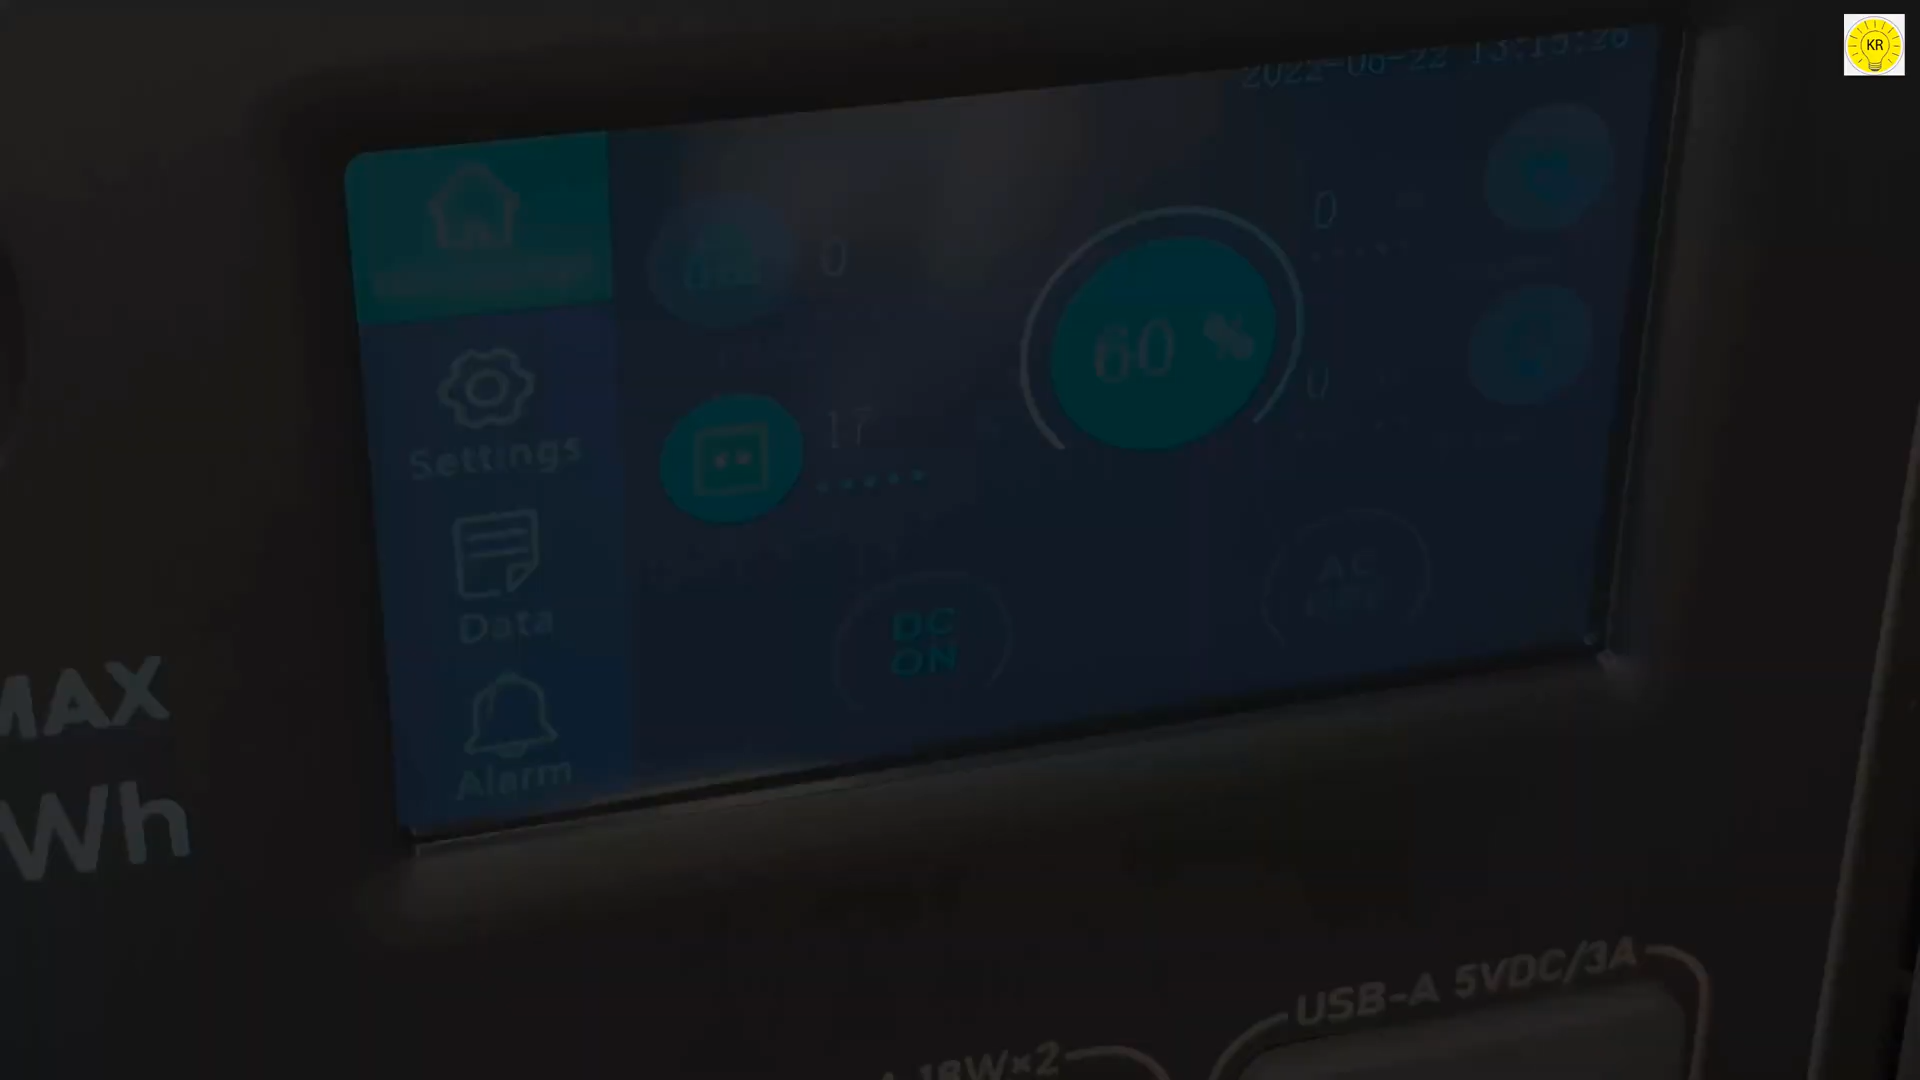 KR
2022-06-22 13:15:26
0
0
60 %
17
0
Settings
Data
DC
ON
AC
Alarm
MAX
Wh
USB-A 5VDC/3A
18W×2